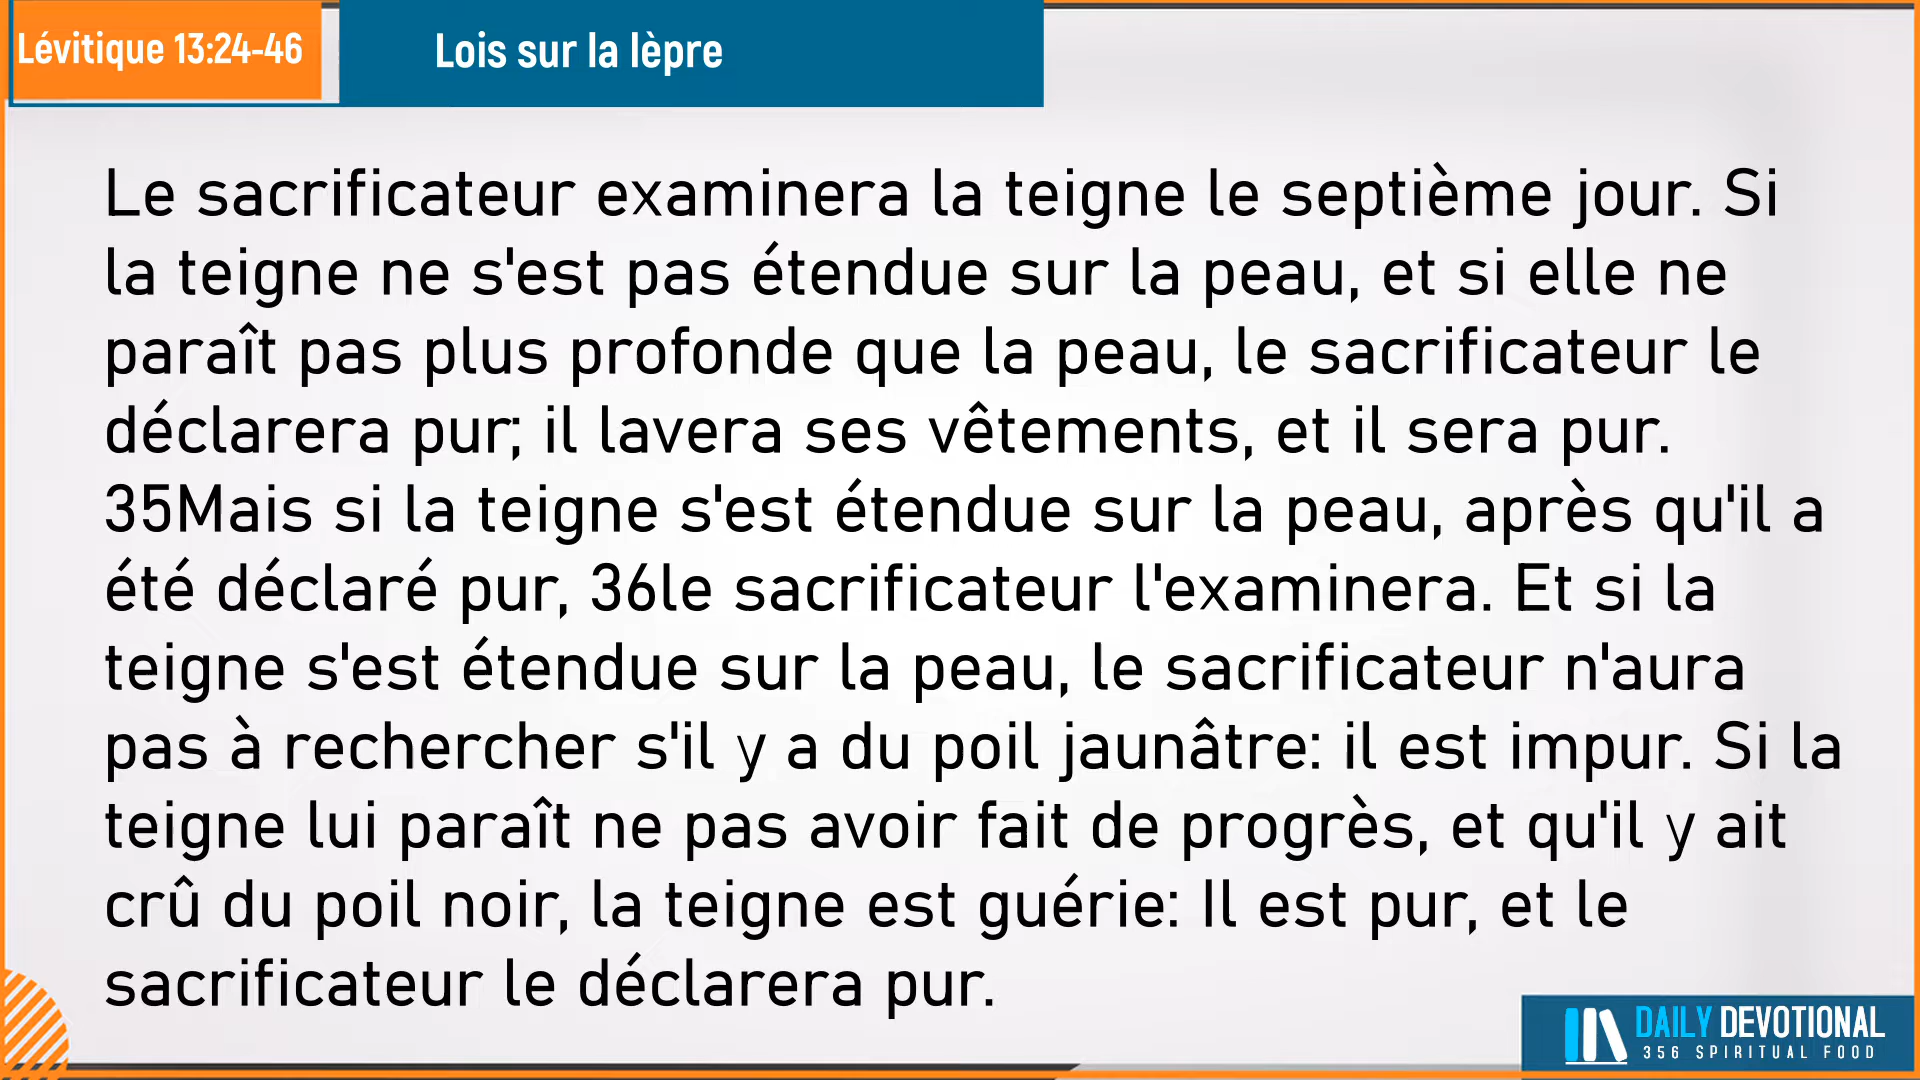 Lévitique 13:24-46
Lois sur la lèpre
Le sacrificateur examinera la teigne le septième jour. Si
la teigne ne s'est pas étendue sur la peau, et si elle ne
paraît pas plus profonde que la peau, le sacrificateur le
déclarera pur; il lavera ses vêtements, et il sera pur.
35Mais si la teigne s'est étendue sur la peau, après qu'il a
été déclaré pur, 36le sacrificateur l'examinera. Et si la
teigne s'est étendue sur la peau, le sacrificateur n'aura
pas à rechercher s'il y a du poil jaunâtre: il est impur. Si la
teigne lui paraît ne pas avoir fait de progrès, et qu'il y ait
crû du poil noir, la teigne est guérie: Il est pur, et le
sacrificateur le déclarera pur.
DAILY DEVOTIONAL
356 SPIRITUAL FOOD